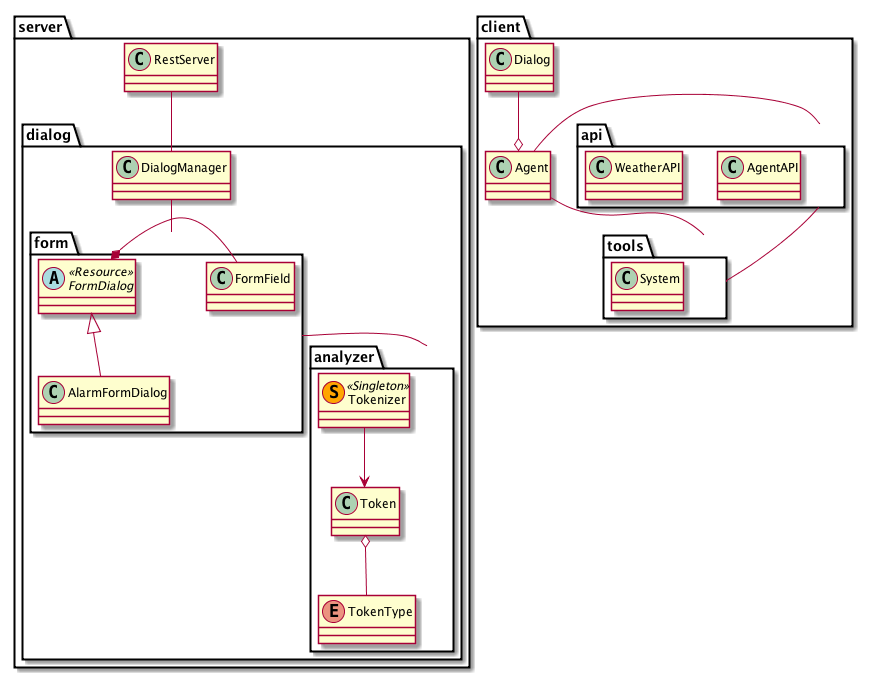 server
C RestServer
dialog
C DialogManager
form
A «Resource»
FormDialog
C FormField
C AlarmFormDialog
analyzer
S «Singleton»
Tokenizer
C Token
E TokenType
client
C Dialog
C Agent
api
C WeatherAPI
C AgentAPI
tools
C System